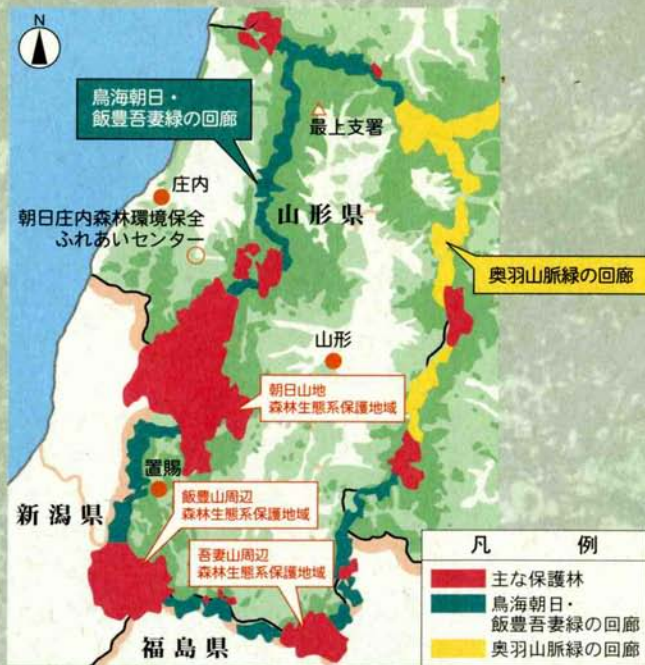 N
鳥海朝日・
飯豊吾妻緑の回廊
最上支署
庄内
朝日庄内森林環境保全
ふれあいセンター
山形県
奥羽山脈緑の回廊
山形
朝日山地
森林生態系保護地域
置賜
飯豊山周辺
森林生態系保護地域
新潟県
吾妻山周辺
森林生態系保護地域
福島県
凡 例
主な保護林
鳥海朝日・
飯豊吾妻緑の回廊
奥羽山脈緑の回廊